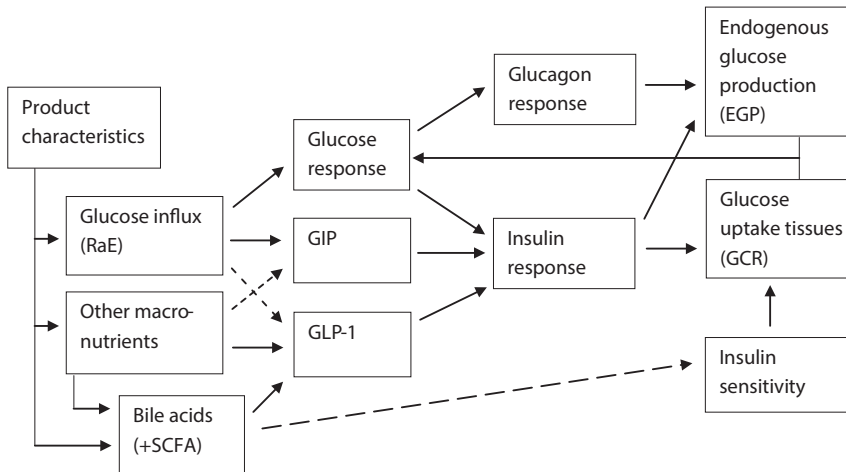 Product
characteristics
Glucose influx
(RaE)
Other macro-
nutrients
Bile acids
(+SCFA)
Glucose
response
GIP
GLP-1
Glucagon
response
Insulin
response
Endogenous
glucose
production
(EGP)
Glucose
uptake tissues
(GCR)
Insulin
sensitivity